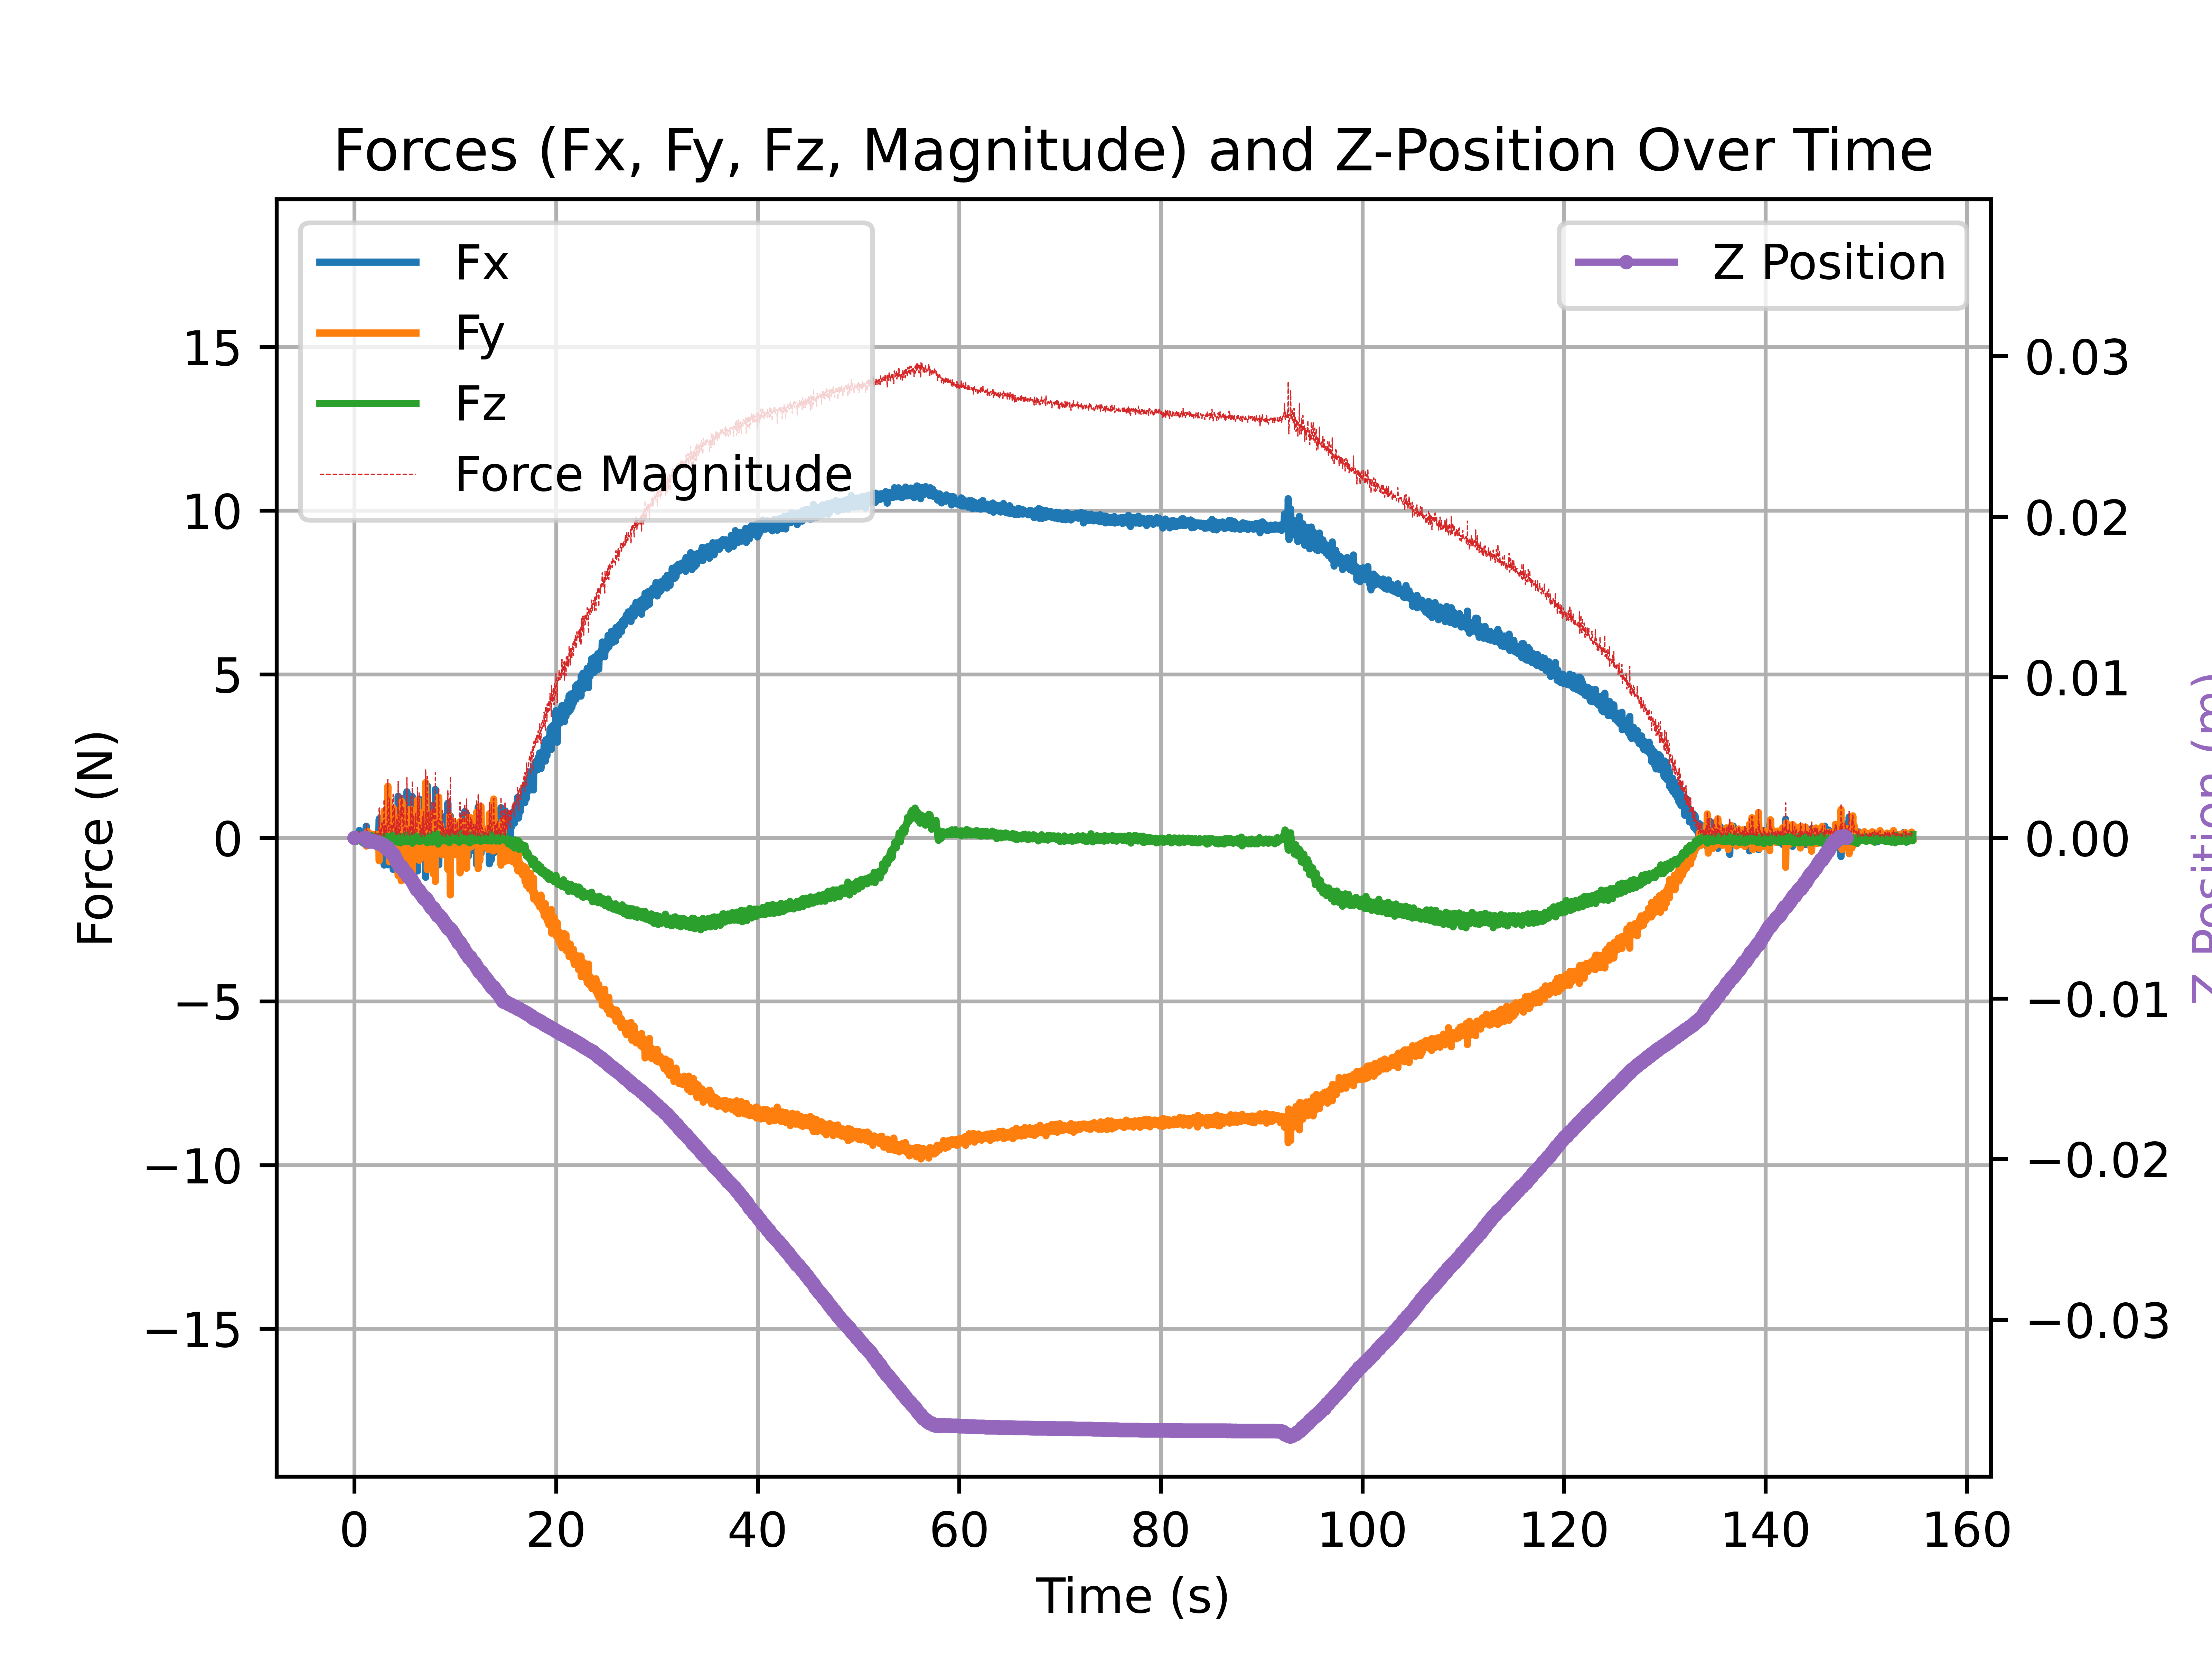 Forces (Fx, Fy, Fz, Magnitude) and Z-Position Over Time
Fx
Fy
Fz
Force Magnitude
Z Position
Force (N)
15
10
5
0
−5
−10
−15
0.03
0.02
0.01
0.00
−0.01
−0.02
−0.03
Z Position (m)
0
20
40
60
80
100
120
140
160
Time (s)